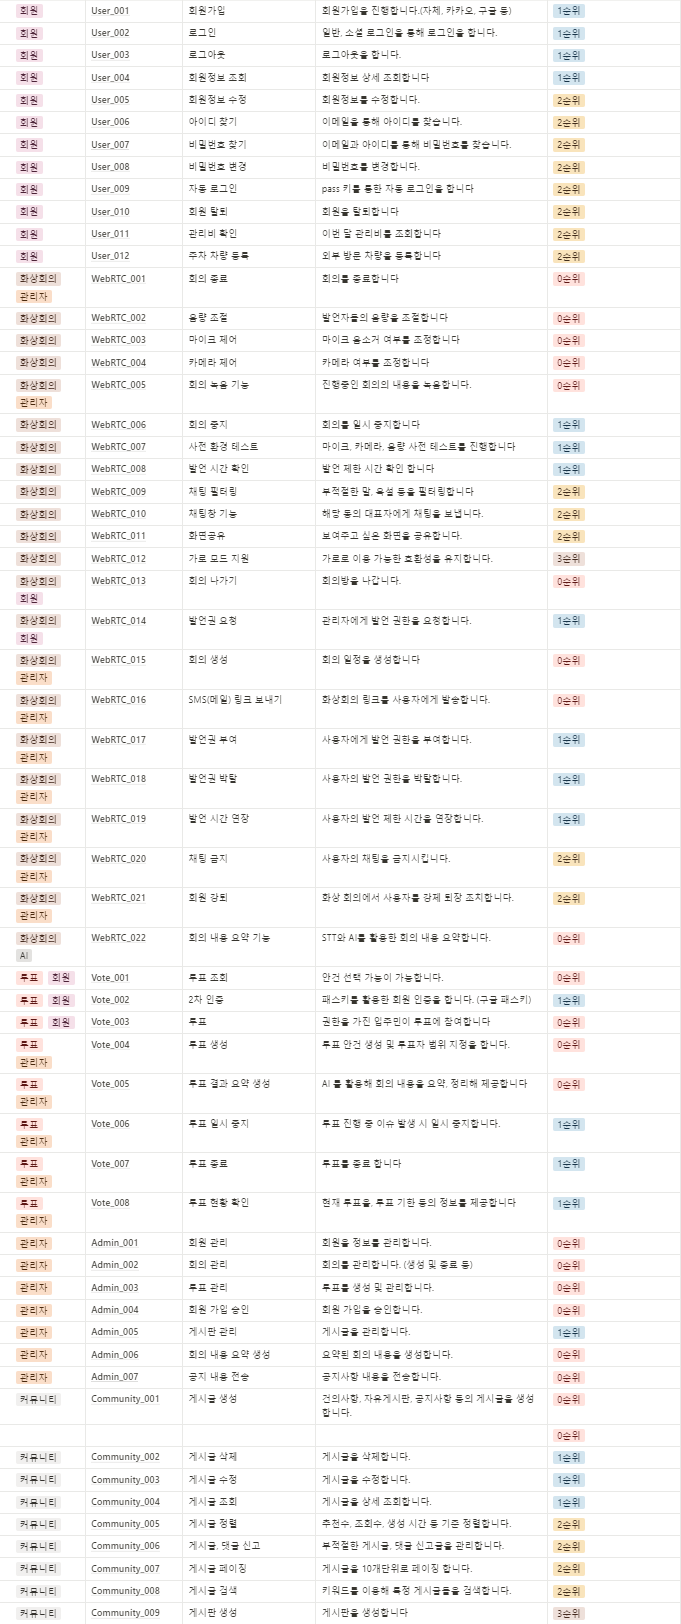 회원 User_001 회원가입 회원가입을 진행합니다.(자체, 카카오, 구글 등) 1순위
회원 User_002 로그인 일반, 소셜 로그인을 통해 로그인을 합니다. 1순위
회원 User_003 로그아웃 로그아웃을 합니다. 1순위
회원 User_004 회원정보 조회 회원정보 상세 조회합니다 1순위
회원 User_005 회원정보 수정 회원정보를 수정합니다. 2순위
회원 User_006 아이디 찾기 이메일을 통해 아이디를 찾습니다. 2순위
회원 User_007 비밀번호 찾기 이메일과 아이디를 통해 비밀번호를 찾습니다. 2순위
회원 User_008 비밀번호 변경 비밀번호를 변경합니다. 2순위
회원 User_009 자동 로그인 pass 키를 통한 자동 로그인을 합니다 2순위
회원 User_010 회원 탈퇴 회원을 탈퇴합니다 2순위
회원 User_011 관리비 확인 이번 달 관리비를 조회합니다 2순위
회원 User_012 주차 차량 등록 외부 방문 차량을 등록합니다 2순위
화상회의 WebRTC_001 회의 종료 회의를 종료합니다 0순위
관리자
화상회의 WebRTC_002 음량 조절 발언자들의 음량을 조절합니다 0순위
화상회의 WebRTC_003 마이크 제어 마이크 음소거 여부를 조정합니다 0순위
화상회의 WebRTC_004 카메라 제어 카메라 여부를 조정합니다 0순위
화상회의 WebRTC_005 회의 녹음 기능 진행중인 회의의 내용을 녹음합니다. 0순위
관리자
화상회의 WebRTC_006 회의 중지 회의를 일시 중지합니다 1순위
화상회의 WebRTC_007 사전 환경 테스트 마이크, 카메라, 음량 사전 테스트를 진행합니다 1순위
화상회의 WebRTC_008 발언 시간 확인 발언 제한 시간 확인 합니다 1순위
화상회의 WebRTC_009 채팅 필터링 부적절한 말, 욕설 등을 필터링합니다 2순위
화상회의 WebRTC_010 채팅창 기능 해당 동의 대표자에게 채팅을 보냅니다. 2순위
화상회의 WebRTC_011 화면공유 보여주고 싶은 화면을 공유합니다. 2순위
화상회의 WebRTC_012 가로 모드 지원 가로로 이용 가능한 호환성을 유지합니다. 3순위
화상회의 WebRTC_013 회의 나가기 회의방을 나갑니다. 0순위
회원
화상회의 WebRTC_014 발언권 요청 관리자에게 발언 권한을 요청합니다. 1순위
회원
화상회의 WebRTC_015 회의 생성 회의 일정을 생성합니다 0순위
관리자
화상회의 WebRTC_016 SMS(메일) 링크 보내기 화상회의 링크를 사용자에게 발송합니다. 0순위
관리자
화상회의 WebRTC_017 발언권 부여 사용자에게 발언 권한을 부여합니다. 1순위
관리자
화상회의 WebRTC_018 발언권 박탈 사용자의 발언 권한을 박탈합니다. 1순위
관리자
화상회의 WebRTC_019 발언 시간 연장 사용자의 발언 제한 시간을 연장합니다. 1순위
관리자
화상회의 WebRTC_020 채팅 금지 사용자의 채팅을 금지시킵니다. 2순위
관리자
화상회의 WebRTC_021 회원 강퇴 화상 회의에서 사용자를 강제 퇴장 조치합니다. 2순위
관리자
화상회의 WebRTC_022 회의 내용 요약 기능 STT와 AI를 활용한 회의 내용 요약합니다. 0순위
AI
투표 회원 Vote_001 투표 조회 안건 선택 가능이 가능합니다. 0순위
투표 회원 Vote_002 2차 인증 패스키를 활용한 회원 인증을 합니다. (구글 패스키) 1순위
투표 회원 Vote_003 투표 권한을 가진 입주민이 투표에 참여합니다 0순위
투표 Vote_004 투표 생성 투표 안건 생성 및 투표자 범위 지정을 합니다. 0순위
관리자
투표 Vote_005 투표 결과 요약 생성 AI 를 활용해 회의 내용을 요약, 정리해 제공합니다 0순위
관리자
투표 Vote_006 투표 일시 중지 투표 진행 중 이슈 발생 시 일시 중지합니다. 1순위
관리자
투표 Vote_007 투표 종료 투표를 종료 합니다 1순위
관리자
투표 Vote_008 투표 현황 확인 현재 투표율, 투표 기한 등의 정보를 제공합니다 1순위
관리자
관리자 Admin_001 회원 관리 회원을 정보를 관리합니다. 0순위
관리자 Admin_002 회의 관리 회의를 관리합니다. (생성 및 종료 등) 0순위
관리자 Admin_003 투표 관리 투표를 생성 및 관리합니다. 0순위
관리자 Admin_004 회원 가입 승인 회원 가입을 승인합니다. 0순위
관리자 Admin_005 게시판 관리 게시글을 관리합니다. 1순위
관리자 Admin_006 회의 내용 요약 생성 요약된 회의 내용을 생성합니다. 0순위
관리자 Admin_007 공지 내용 전송 공지사항 내용을 전송합니다. 0순위
커뮤니티 Community_001 게시글 생성 건의사항, 자유게시판, 공지사항 등의 게시글을 생성 0순위
합니다.
0순위
커뮤니티 Community_002 게시글 삭제 게시글을 삭제합니다. 1순위
커뮤니티 Community_003 게시글 수정 게시글을 수정합니다. 1순위
커뮤니티 Community_004 게시글 조회 게시글을 상세 조회합니다. 1순위
커뮤니티 Community_005 게시글 정렬 추천수, 조회수, 생성 시간 등 기준 정렬합니다. 2순위
커뮤니티 Community_006 게시글, 댓글 신고 부적절한 게시글, 댓글 신고글을 관리합니다. 2순위
커뮤니티 Community_007 게시글 페이징 게시글을 10개단위로 페이징 합니다. 2순위
커뮤니티 Community_008 게시글 검색 키워드를 이용해 특정 게시글들을 검색합니다. 2순위
커뮤니티 Community_009 게시판 생성 게시판을 생성합니다 3순위